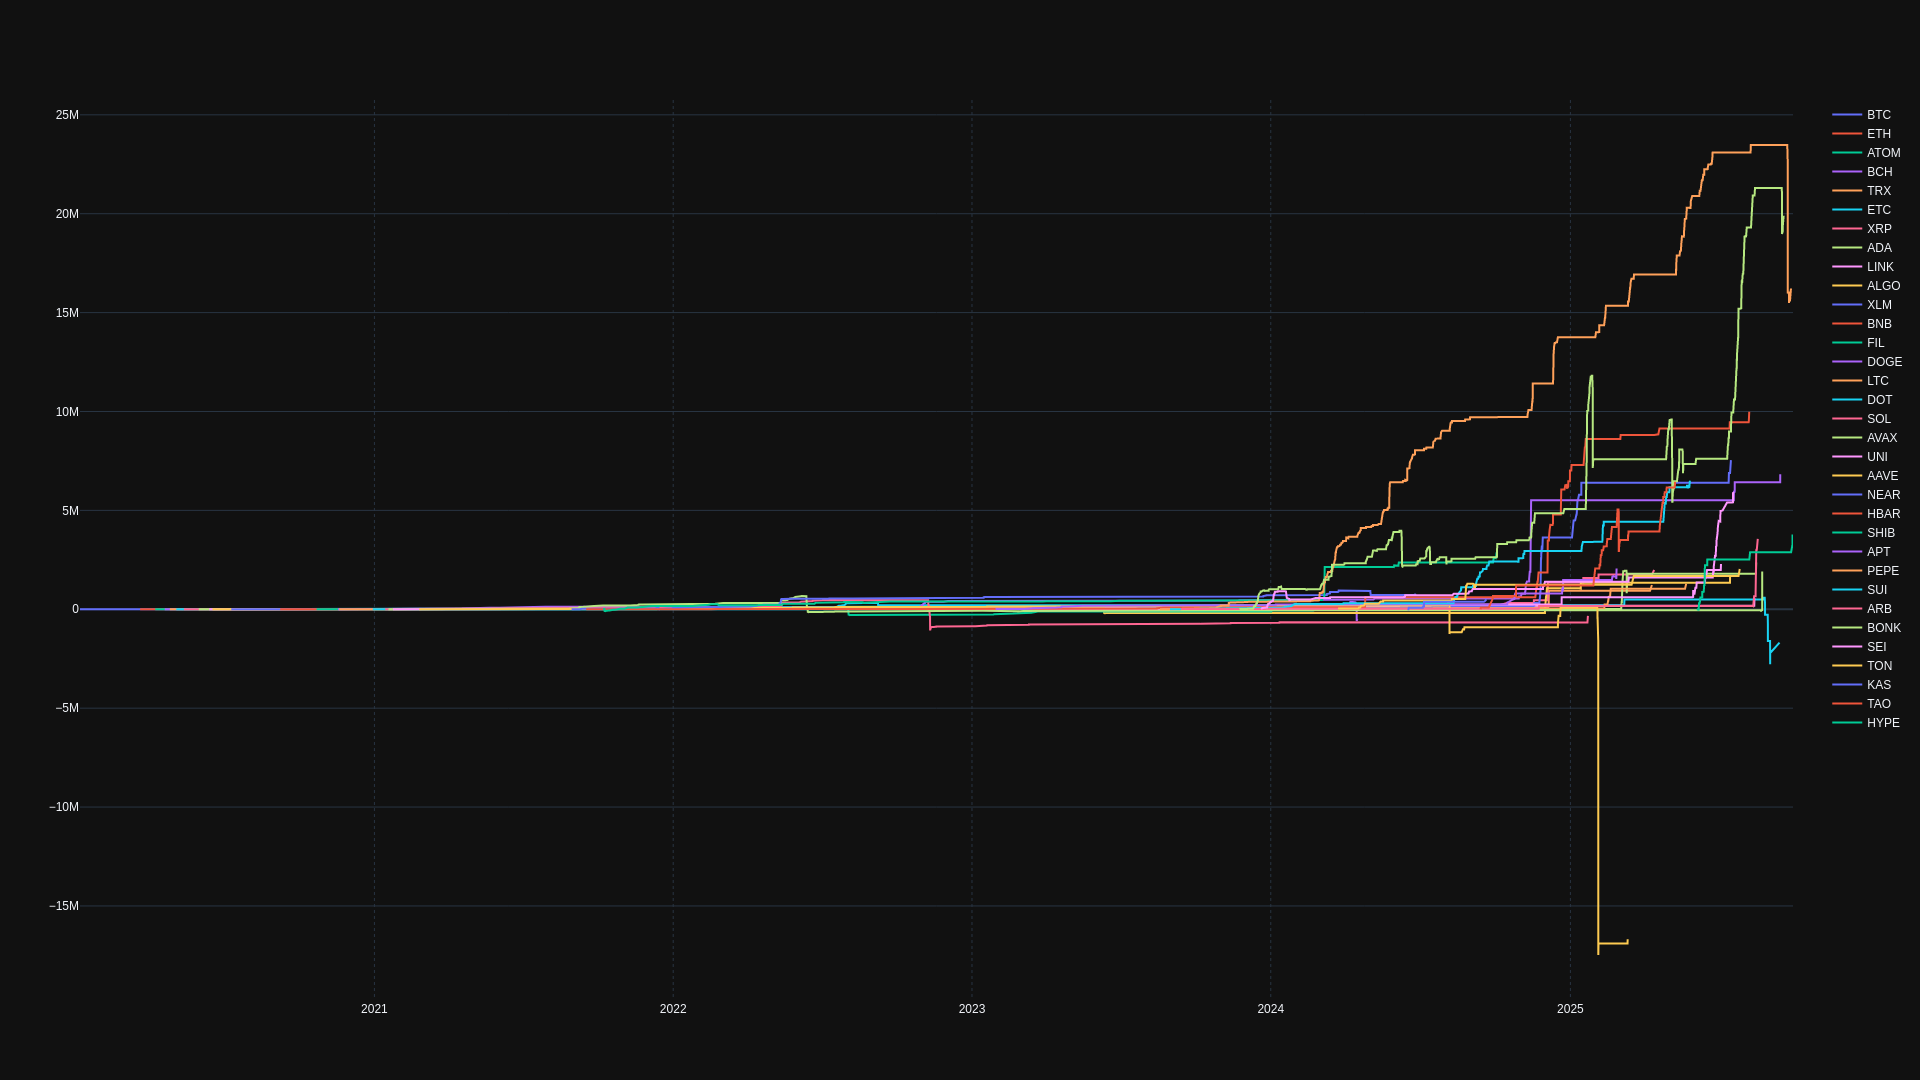 25M
20M
15M
10M
5M
0
−5M
−10M
−15M
2021
2022
2023
2024
2025
BTC
ETH
ATOM
BCH
TRX
ETC
XRP
ADA
LINK
ALGO
XLM
BNB
FIL
DOGE
LTC
DOT
SOL
AVAX
UNI
AAVE
NEAR
HBAR
SHIB
APT
PEPE
SUI
ARB
BONK
SEI
TON
KAS
TAO
HYPE